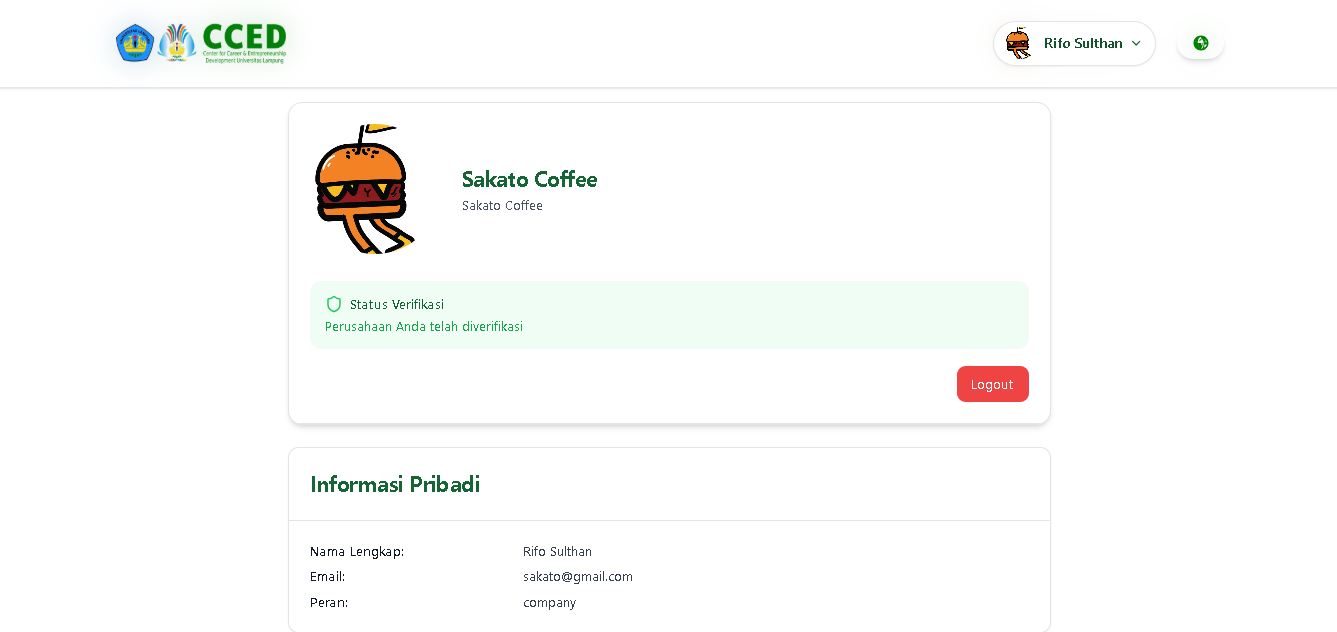 CCED
Center for Career & Entrepreneurship
Development Universitas Lampung
Rifo Sulthan
Sakato Coffee
Sakato Coffee
Status Verifikasi
Perusahaan Anda telah diverifikasi
Logout
Informasi Pribadi
Nama Lengkap: Rifo Sulthan
Email: sakato@gmail.com
Peran: company